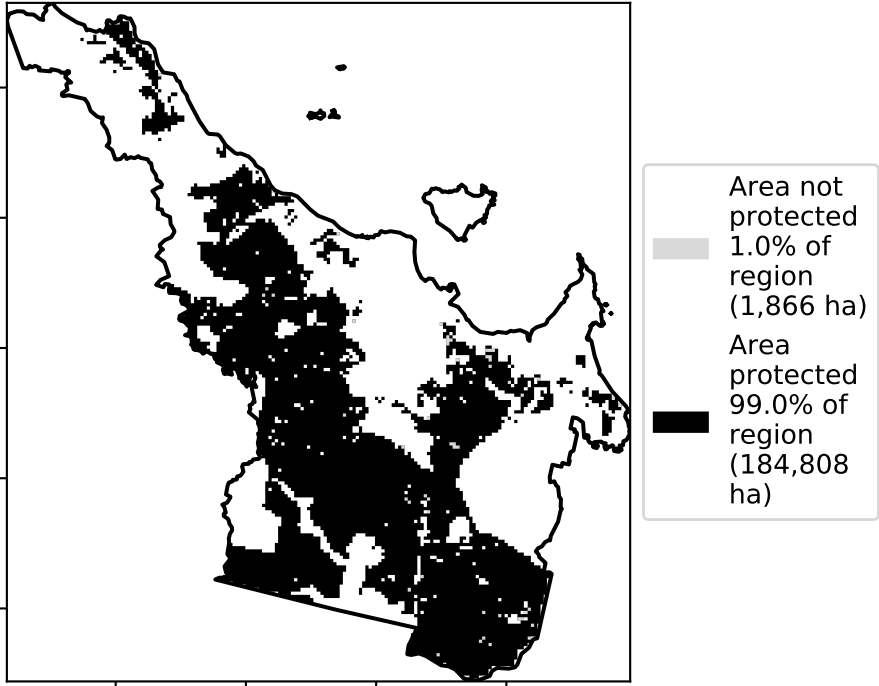 Area not
protected
1.0% of
region
(1,866 ha)
Area
protected
99.0% of
region
(184,808
ha)